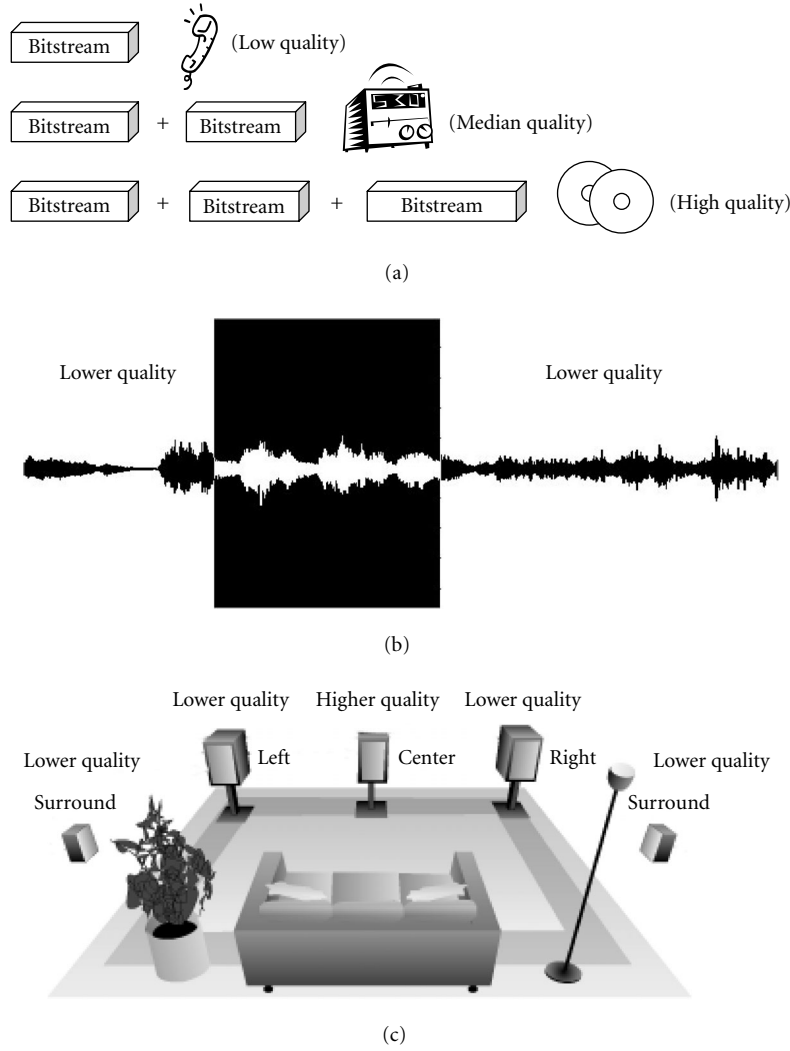 Bitstream (Low quality)
Bitstream + Bitstream (Median quality)
Bitstream + Bitstream + Bitstream (High quality)
(a)
Lower quality Lower quality
(b)
Lower quality Higher quality Lower quality
Left Center Right
Lower quality Lower quality
Surround Surround
(c)